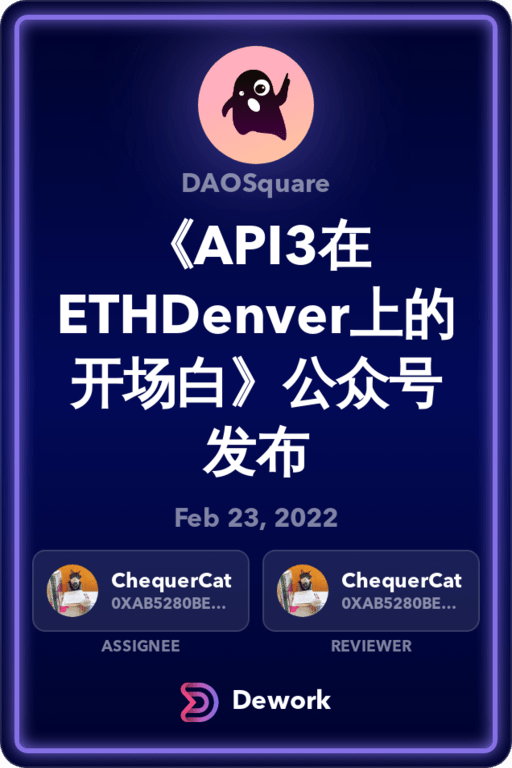 DAOSquare
《API3在
ETHDenver上的
开场白》公众号
发布
Feb 23, 2022
ChequerCat
0XAB5280BE...
ASSIGNEE
ChequerCat
0XAB5280BE...
REVIEWER
Dework